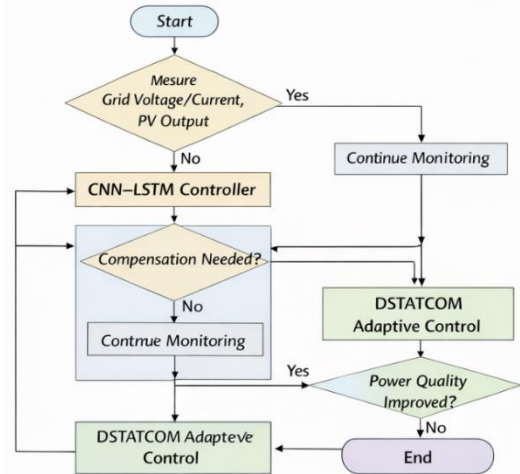 Start
Mesure
Grid Voltage/Current,
PV Output
Yes
No
Continue Monitoring
CNN–LSTM Controller
Compensation Needed?
No
Contmue Monitoring
DSTATCOM
Adaptive Control
Yes
Power Quality
Improved?
No
DSTATCOM Adapteve
Control
End